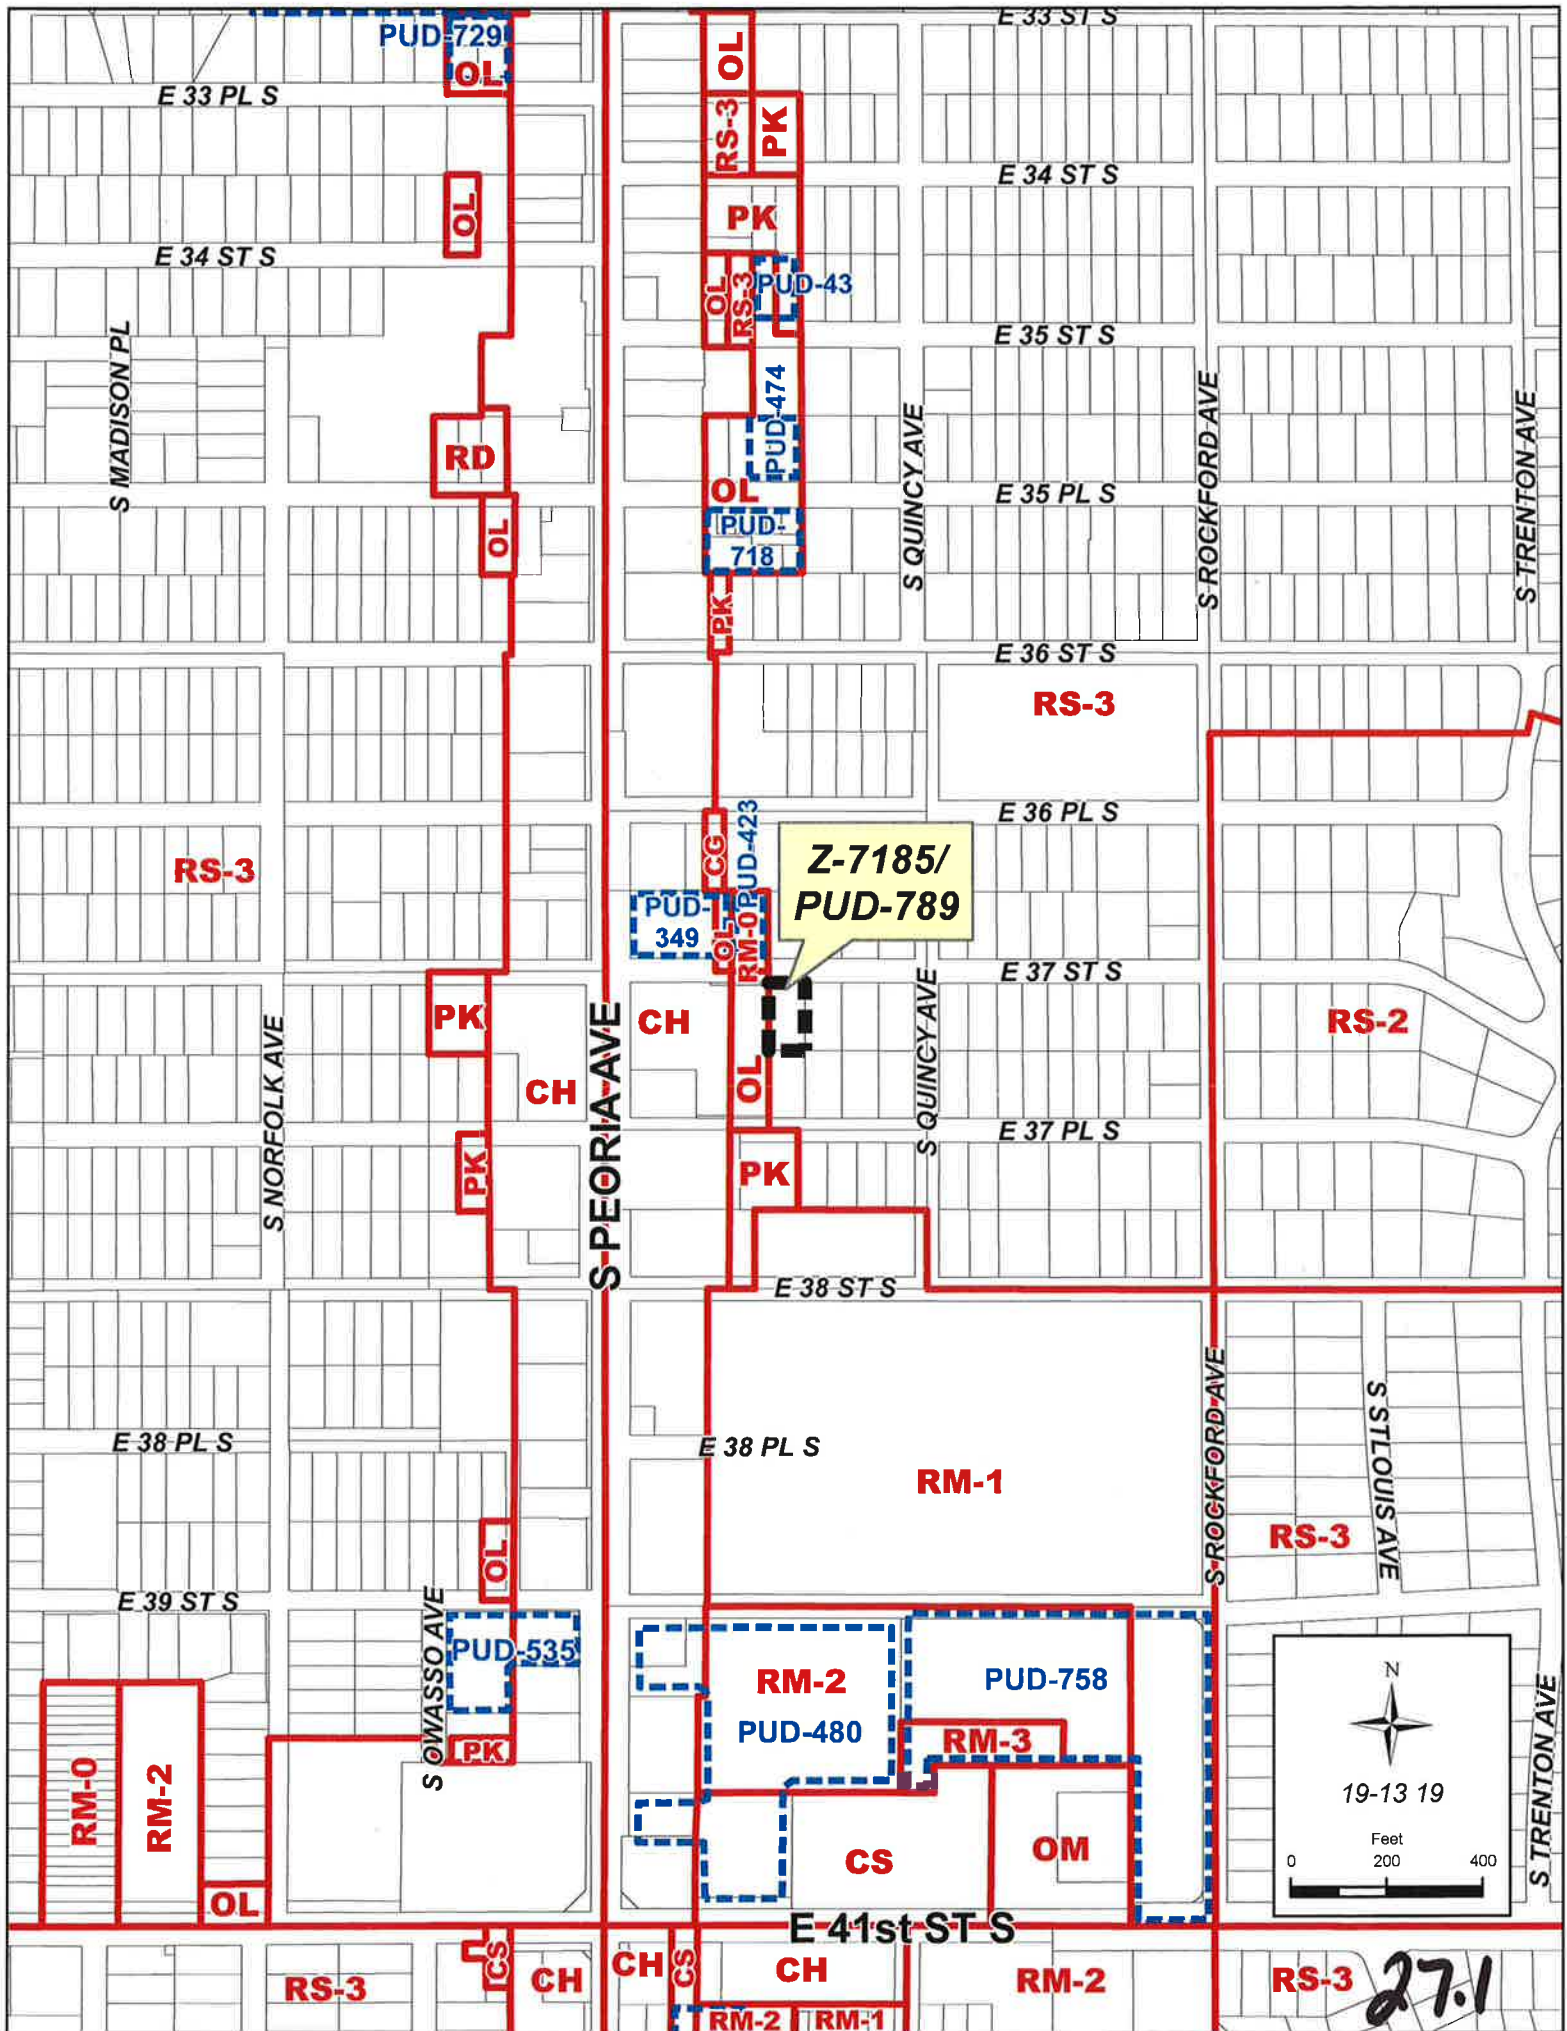 E 33 ST S
PUD-729
OL
OL
E 33 PL S
RS-3
PK
E 34 ST S
OL
PK
E 34 ST S
OL
RS-3
PUD-43
E 35 ST S
S MADISON PL
PUD-474
S QUINCY AVE
S ROCKFORD AVE
S TRENTON AVE
RD
OL
E 35 PL S
OL
PUD-
718
PK
E 36 ST S
RS-3
E 36 PL S
CG
PUD-423
Z-7185/
PUD-789
RS-3
PUD-
349
OL
RM-0
E 37 ST S
S QUINCY AVE
PK
CH
RS-2
S NORFOLK AVE
S PEORIA AVE
CH
OL
E 37 PL S
PK
PK
E 38 ST S
E 38 PL S
E 38 PL S
RM-1
S ROCKFORD AVE
S STLOUIS AVE
RS-3
OL
E 39 ST S
S OWASSO AVE
PUD-535
RM-2
PUD-480
PUD-758
RM-3
PK
RM-0
RM-2
OL
CS
OM
N
19-13 19
Feet
0 200 400
S TRENTON AVE
E 41st ST S
RS-3
CS
CH
CH
CS
CH
RM-2
RS-3
27.1
RM-2
RM-1